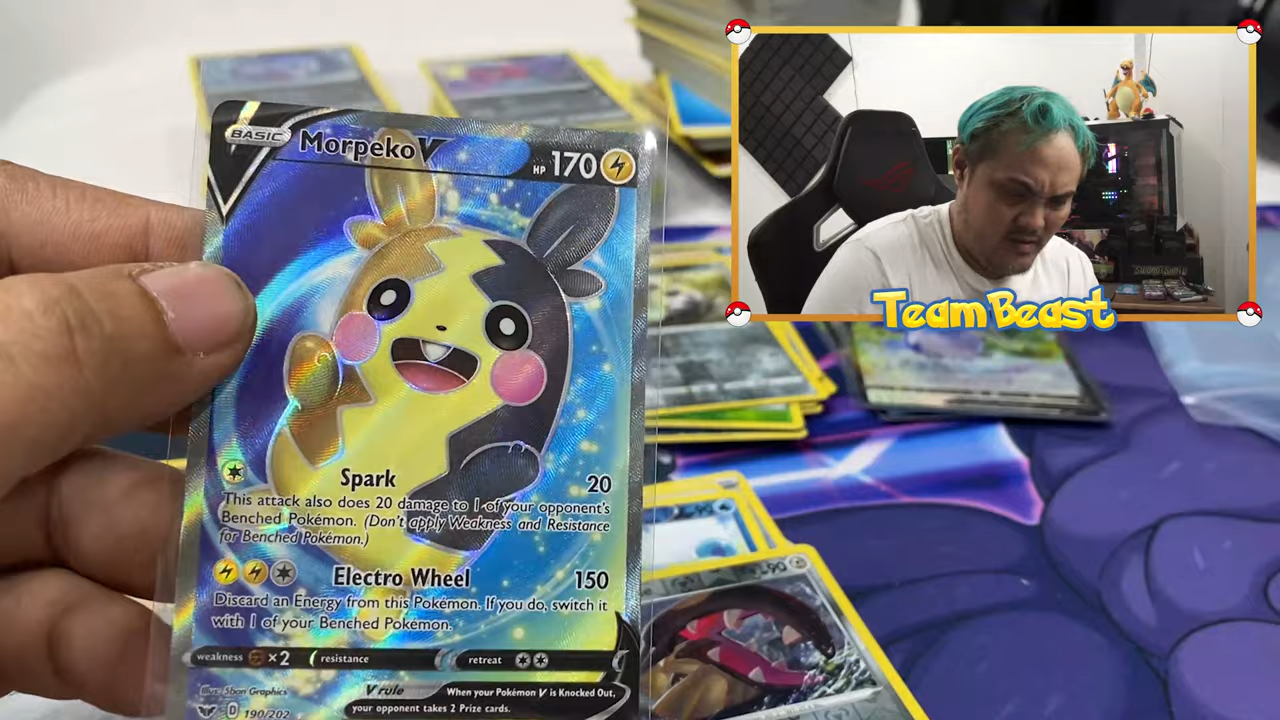 BASIC Morpeko V HP 170
Spark 20
This attack also does 20 damage to 1 of your opponent's
Benched Pokémon. (Don't apply Weakness and Resistance
for Benched Pokémon.)
Electro Wheel 150
Discard an Energy from this Pokémon. If you do, switch it
with 1 of your Benched Pokémon.
weakness ×2 resistance retreat
Illus. 5ban Graphics
V rule When your Pokémon V is Knocked Out,
your opponent takes 2 Prize cards.
D 190/202
Team Beast